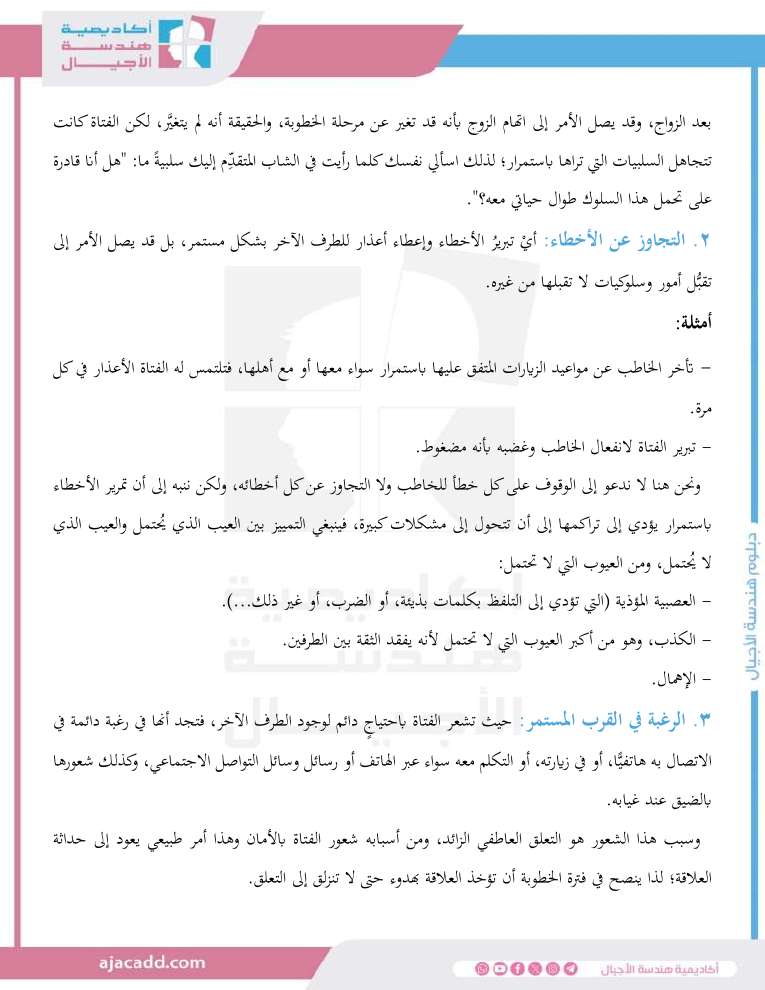 أكاديمية
هندسة
الأجيال
بعد الزواج، وقد يصل الأمر إلى اتهام الزوج بأنه قد تغير عن مرحلة الخطوبة، والحقيقة أنه لم يتغيَّر، لكن الفتاة كانت
تتجاهل السلبيات التي تراها باستمرار؛ لذلك اسألي نفسك كلما رأيت في الشاب المتقدِّم إليك سلبيةً ما: "هل أنا قادرة
على تحمل هذا السلوك طوال حياتي معه؟".
٢. التجاوز عن الأخطاء: أيْ تبريرُ الأخطاء وإعطاء أعذار للطرف الآخر بشكل مستمر، بل قد يصل الأمر إلى
تقبُّل أمور وسلوكيات لا تقبلها من غيره.
أمثلة:
– تأخر الخاطب عن مواعيد الزيارات المتفق عليها باستمرار سواء معها أو مع أهلها، فتلتمس له الفتاة الأعذار في كل
مرة.
– تبرير الفتاة لانفعال الخاطب وغضبه بأنه مضغوط.
ونحن هنا لا ندعو إلى الوقوف على كل خطأ للخاطب ولا التجاوز عن كل أخطائه، ولكن ننبه إلى أن تمرير الأخطاء
باستمرار يؤدي إلى تراكمها إلى أن تتحول إلى مشكلات كبيرة، فينبغي التمييز بين العيب الذي يُحتمل والعيب الذي
لا يُحتمل، ومن العيوب التي لا تحتمل:
– العصبية المؤذية (التي تؤدي إلى التلفظ بكلمات بذيئة، أو الضرب، أو غير ذلك...).
– الكذب، وهو من أكبر العيوب التي لا تحتمل لأنه يفقد الثقة بين الطرفين.
– الإهمال.
٣. الرغبة في القرب المستمر: حيث تشعر الفتاة باحتياجٍ دائم لوجود الطرف الآخر، فتجد أنها في رغبة دائمة في
الاتصال به هاتفيًّا، أو في زيارته، أو التكلم معه سواء عبر الهاتف أو رسائل وسائل التواصل الاجتماعي، وكذلك شعورها
بالضيق عند غيابه.
وسبب هذا الشعور هو التعلق العاطفي الزائد، ومن أسبابه شعور الفتاة بالأمان وهذا أمر طبيعي يعود إلى حداثة
العلاقة؛ لذا ينصح في فترة الخطوبة أن تؤخذ العلاقة بهدوء حتى لا تنزلق إلى التعلق.
أكاديمية
هندسة
الأجيال
دبلوم هندسة الأجيال
أكاديمية هندسة الأجيال
ajacadd.com